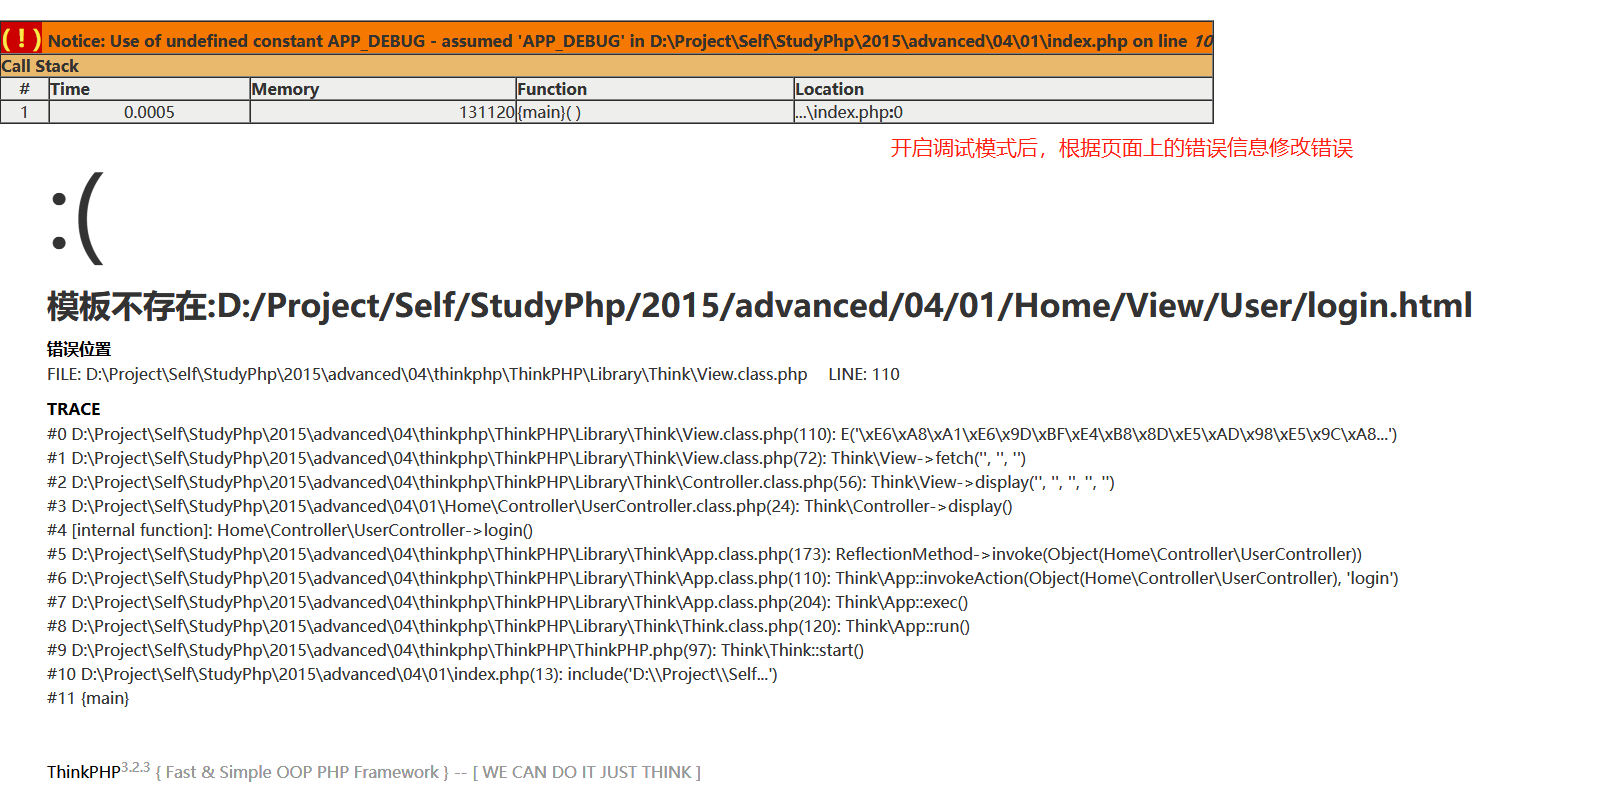 ( ! ) Notice: Use of undefined constant APP_DEBUG - assumed 'APP_DEBUG' in D:\Project\Self\StudyPhp\2015\advanced\04\01\index.php on line 10
Call Stack
# Time Memory Function Location
1 0.0005 131120 {main}( ) ...\index.php:0
开启调试模式后，根据页面上的错误信息修改错误
:(
模板不存在:D:/Project/Self/StudyPhp/2015/advanced/04/01/Home/View/User/login.html
错误位置
FILE: D:\Project\Self\StudyPhp\2015\advanced\04\thinkphp\ThinkPHP\Library\Think\View.class.php LINE: 110
TRACE
#0 D:\Project\Self\StudyPhp\2015\advanced\04\thinkphp\ThinkPHP\Library\Think\View.class.php(110): E('\xE6\xA8\xA1\xE6\x9D\xBF\xE4\xB8\x8D\xE5\xAD\x98\xE5\x9C\xA8...')
#1 D:\Project\Self\StudyPhp\2015\advanced\04\thinkphp\ThinkPHP\Library\Think\View.class.php(72): Think\View->fetch('', '', '')
#2 D:\Project\Self\StudyPhp\2015\advanced\04\thinkphp\ThinkPHP\Library\Think\Controller.class.php(56): Think\View->display('', '', '', '', '')
#3 D:\Project\Self\StudyPhp\2015\advanced\04\01\Home\Controller\UserController.class.php(24): Think\Controller->display()
#4 [internal function]: Home\Controller\UserController->login()
#5 D:\Project\Self\StudyPhp\2015\advanced\04\thinkphp\ThinkPHP\Library\Think\App.class.php(173): ReflectionMethod->invoke(Object(Home\Controller\UserController))
#6 D:\Project\Self\StudyPhp\2015\advanced\04\thinkphp\ThinkPHP\Library\Think\App.class.php(110): Think\App::invokeAction(Object(Home\Controller\UserController), 'login')
#7 D:\Project\Self\StudyPhp\2015\advanced\04\thinkphp\ThinkPHP\Library\Think\App.class.php(204): Think\App::exec()
#8 D:\Project\Self\StudyPhp\2015\advanced\04\thinkphp\ThinkPHP\Library\Think\Think.class.php(120): Think\App::run()
#9 D:\Project\Self\StudyPhp\2015\advanced\04\thinkphp\ThinkPHP\ThinkPHP.php(97): Think\Think::start()
#10 D:\Project\Self\StudyPhp\2015\advanced\04\01\index.php(13): include('D:\\Project\\Self...')
#11 {main}
ThinkPHP3.2.3 { Fast & Simple OOP PHP Framework } -- [ WE CAN DO IT JUST THINK ]